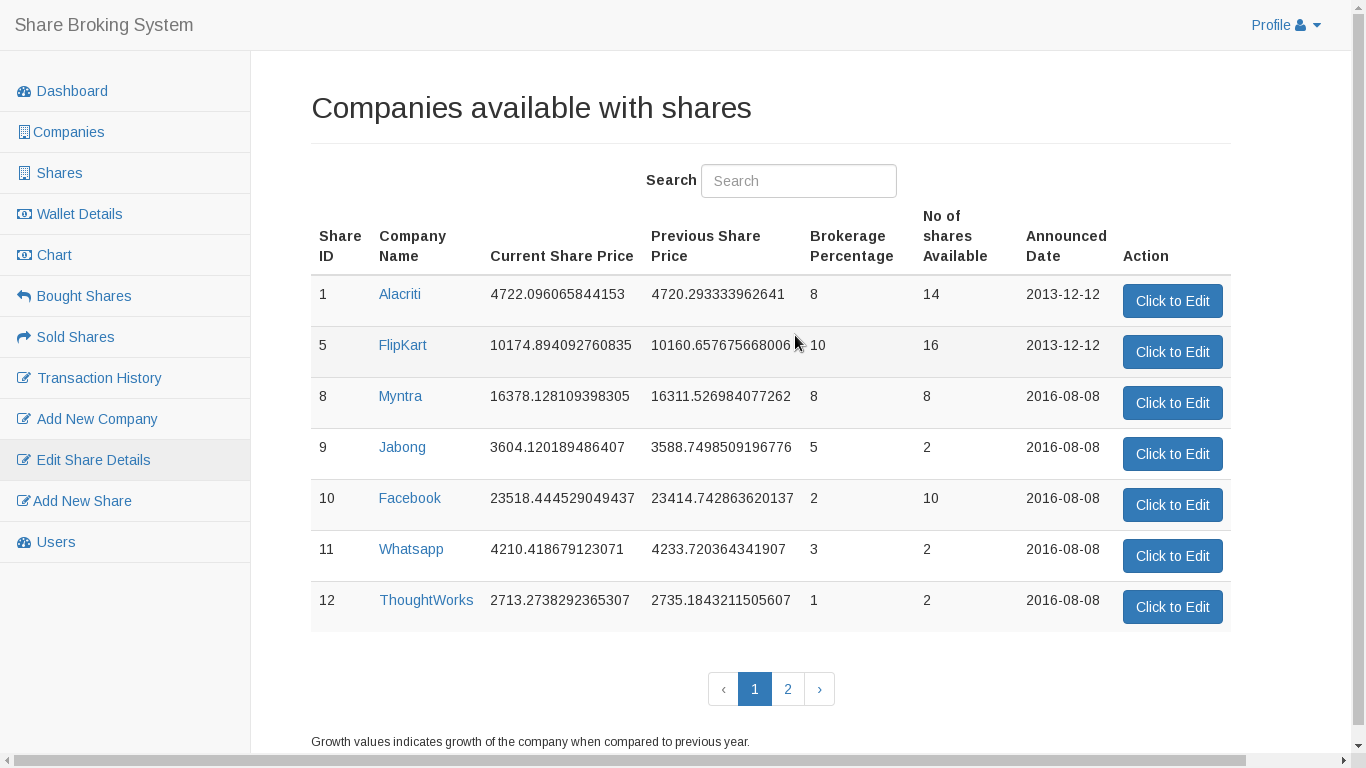 Share Broking System
Profile
Dashboard
Companies
Shares
Wallet Details
Chart
Bought Shares
Sold Shares
Transaction History
Add New Company
Edit Share Details
Add New Share
Users
Companies available with shares
Search Search
Share ID Company Name Current Share Price Previous Share Price Brokerage Percentage No of shares Available Announced Date Action
1 Alacriti 4722.096065844153 4720.293333962641 8 14 2013-12-12 Click to Edit
5 FlipKart 10174.894092760835 10160.657675668006 10 16 2013-12-12 Click to Edit
8 Myntra 16378.128109398305 16311.526984077262 8 8 2016-08-08 Click to Edit
9 Jabong 3604.120189486407 3588.7498509196776 5 2 2016-08-08 Click to Edit
10 Facebook 23518.444529049437 23414.742863620137 2 10 2016-08-08 Click to Edit
11 Whatsapp 4210.418679123071 4233.720364341907 3 2 2016-08-08 Click to Edit
12 ThoughtWorks 2713.2738292365307 2735.1843211505607 1 2 2016-08-08 Click to Edit
‹ 1 2 ›
Growth values indicates growth of the company when compared to previous year.